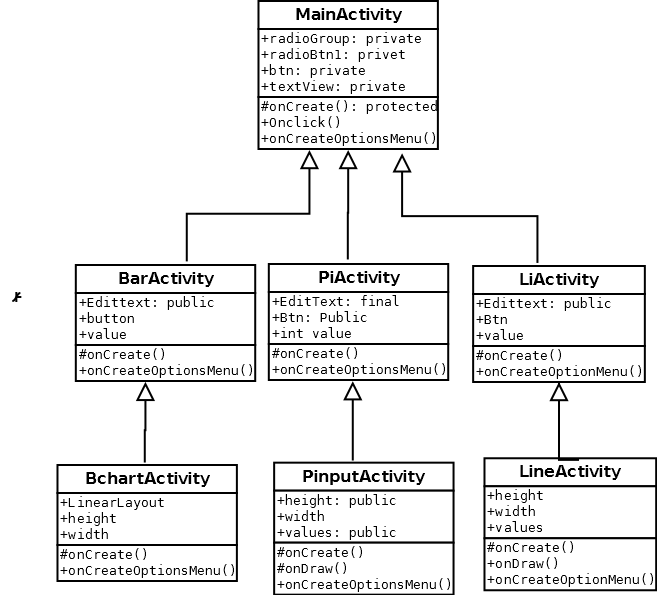 MainActivity
+radioGroup: private
+radioBtn1: privet
+btn: private
+textView: private
#onCreate(): protected
+Onclick()
+onCreateOptionsMenu()
BarActivity
+Edittext: public
+button
+value
#onCreate()
+onCreateOptionsMenu()
PiActivity
+EditText: final
+Btn: Public
+int value
#onCreate()
+onCreateOptionsMenu()
LiActivity
+Edittext: public
+Btn
+value
#onCreate()
+onCreateOptionMenu()
BchartActivity
+LinearLayout
+height
+width
#onCreate()
+onCreateOptionsMenu()
PinputActivity
+height: public
+width
+values: public
#onCreate()
#onDraw()
+onCreateOptionsMenu()
LineActivity
+height
+width
+values
#onCreate()
+onDraw()
+onCreateOptionMenu()